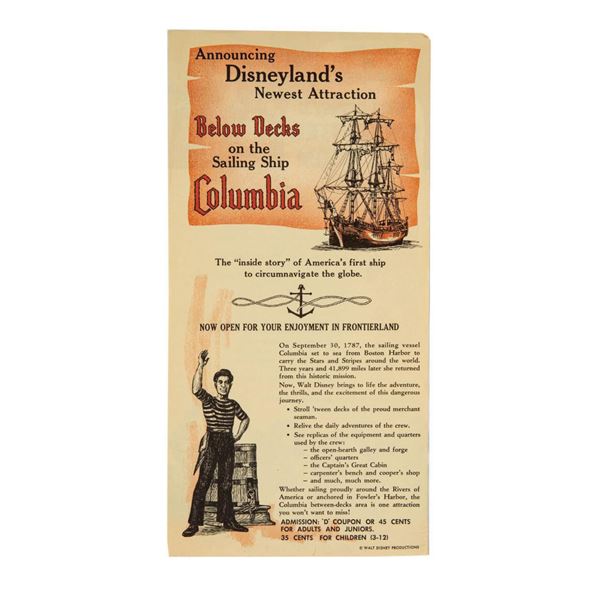 Announcing
Disneyland's
Newest Attraction
Below Decks
on the
Sailing Ship
Columbia
The "inside story" of America's first ship
to circumnavigate the globe.
NOW OPEN FOR YOUR ENJOYMENT IN FRONTIERLAND
On September 30, 1787, the sailing vessel
Columbia set to sea from Boston Harbor to
carry the Stars and Stripes around the world.
Three years and 41,899 miles later she returned
from this historic mission.
Now, Walt Disney brings to life the adventure,
the thrills, and the excitement of this dangerous
journey.
• Stroll 'tween decks of the proud merchant
seaman.
• Relive the daily adventures of the crew.
• See replicas of the equipment and quarters
used by the crew:
– the open-hearth galley and forge
– officers' quarters
– the Captain's Great Cabin
– carpenter's bench and cooper's shop
– and much, much more.
Whether sailing proudly around the Rivers of
America or anchored in Fowler's Harbor, the
Columbia between-decks area is one attraction
you won't want to miss!
ADMISSION: 'D' COUPON OR 45 CENTS
FOR ADULTS AND JUNIORS.
35 CENTS FOR CHILDREN (3-12)
© WALT DISNEY PRODUCTIONS